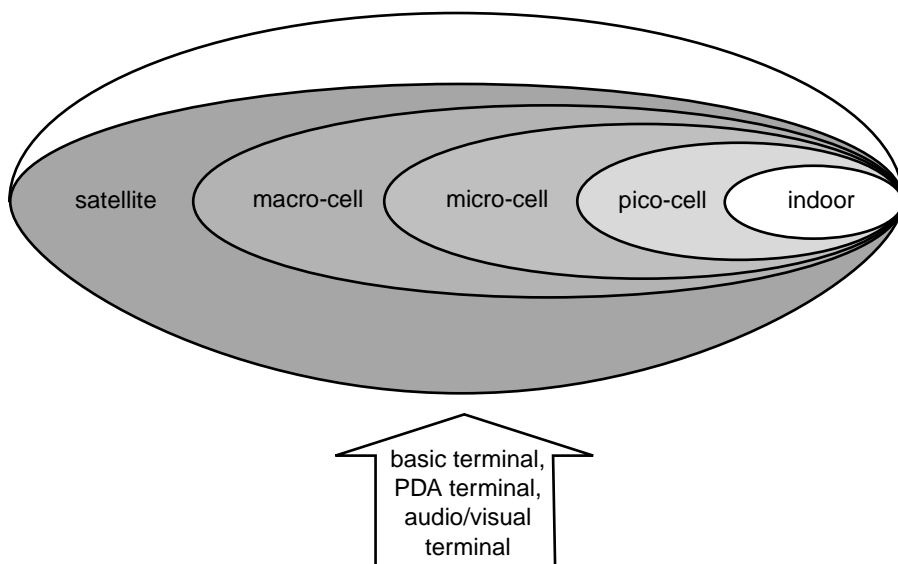 satellite macro-cell micro-cell pico-cell indoor
basic terminal,
PDA terminal,
audio/visual
terminal